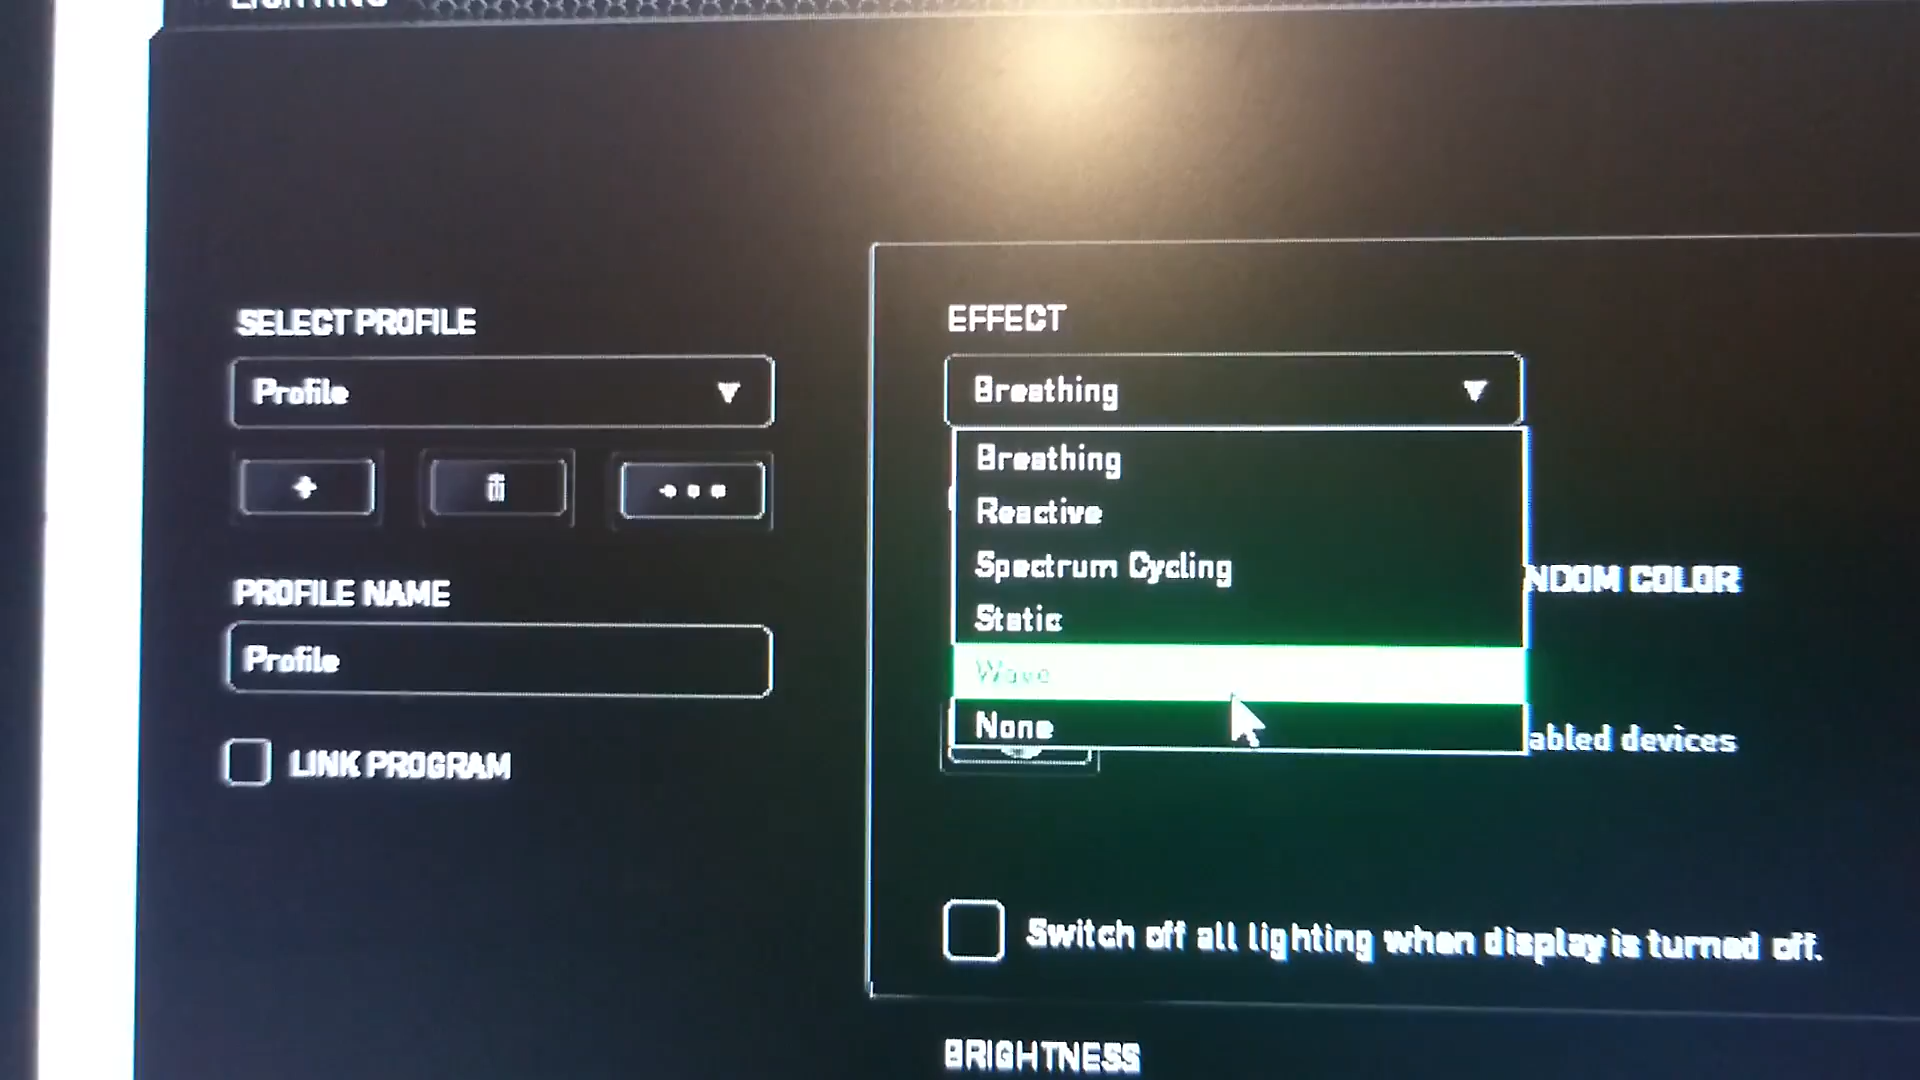 LIGHTING
SELECT PROFILE
Profile
PROFILE NAME
Profile
LINK PROGRAM
EFFECT
Breathing
Breathing
Reactive
Spectrum Cycling
Static
Wave
None
NDOM COLOR
abled devices
Switch off all lighting when display is turned off.
BRIGHTNESS